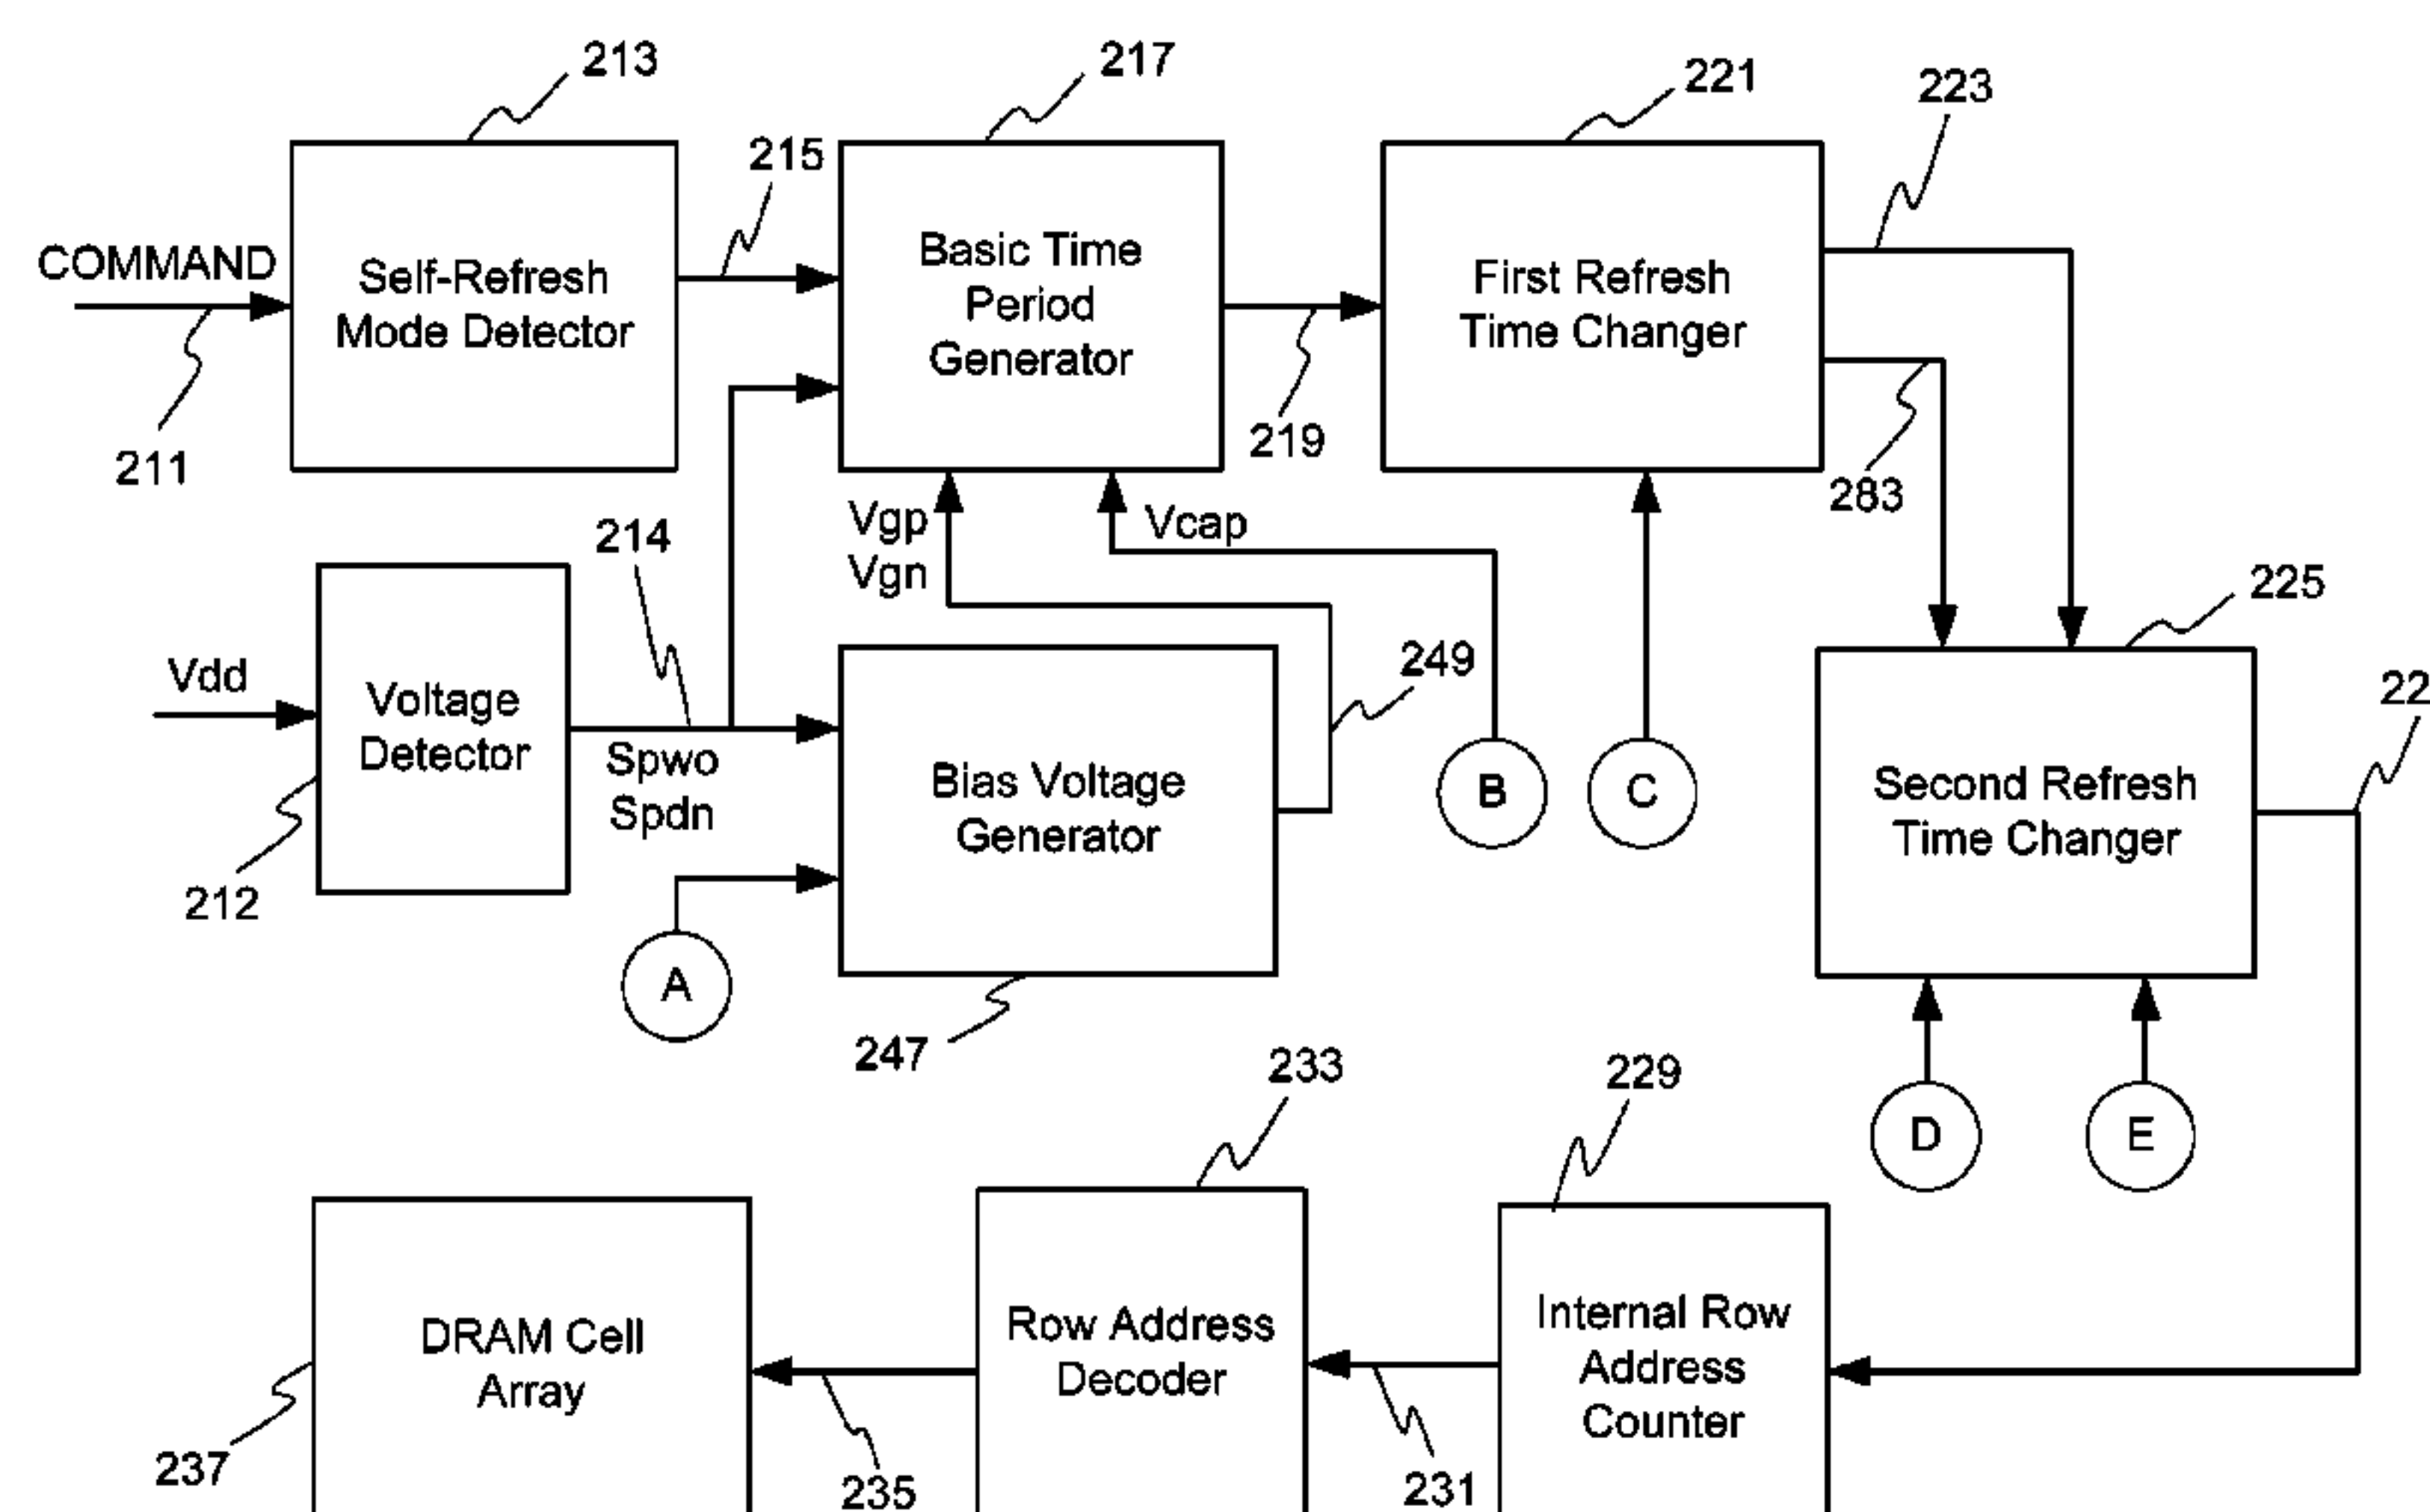 213
217
221
223
215
COMMAND
Self-Refresh
Mode Detector
Basic Time
Period
Generator
First Refresh
Time Changer
211
219
283
214
Vgp
Vgn
Vcap
225
Vdd
Voltage
Detector
249
22
Spwo
Spdn
Bias Voltage
Generator
B
C
Second Refresh
Time Changer
212
A
247
233
229
D
E
DRAM Cell
Array
Row Address
Decoder
Internal Row
Address
Counter
237
235
231